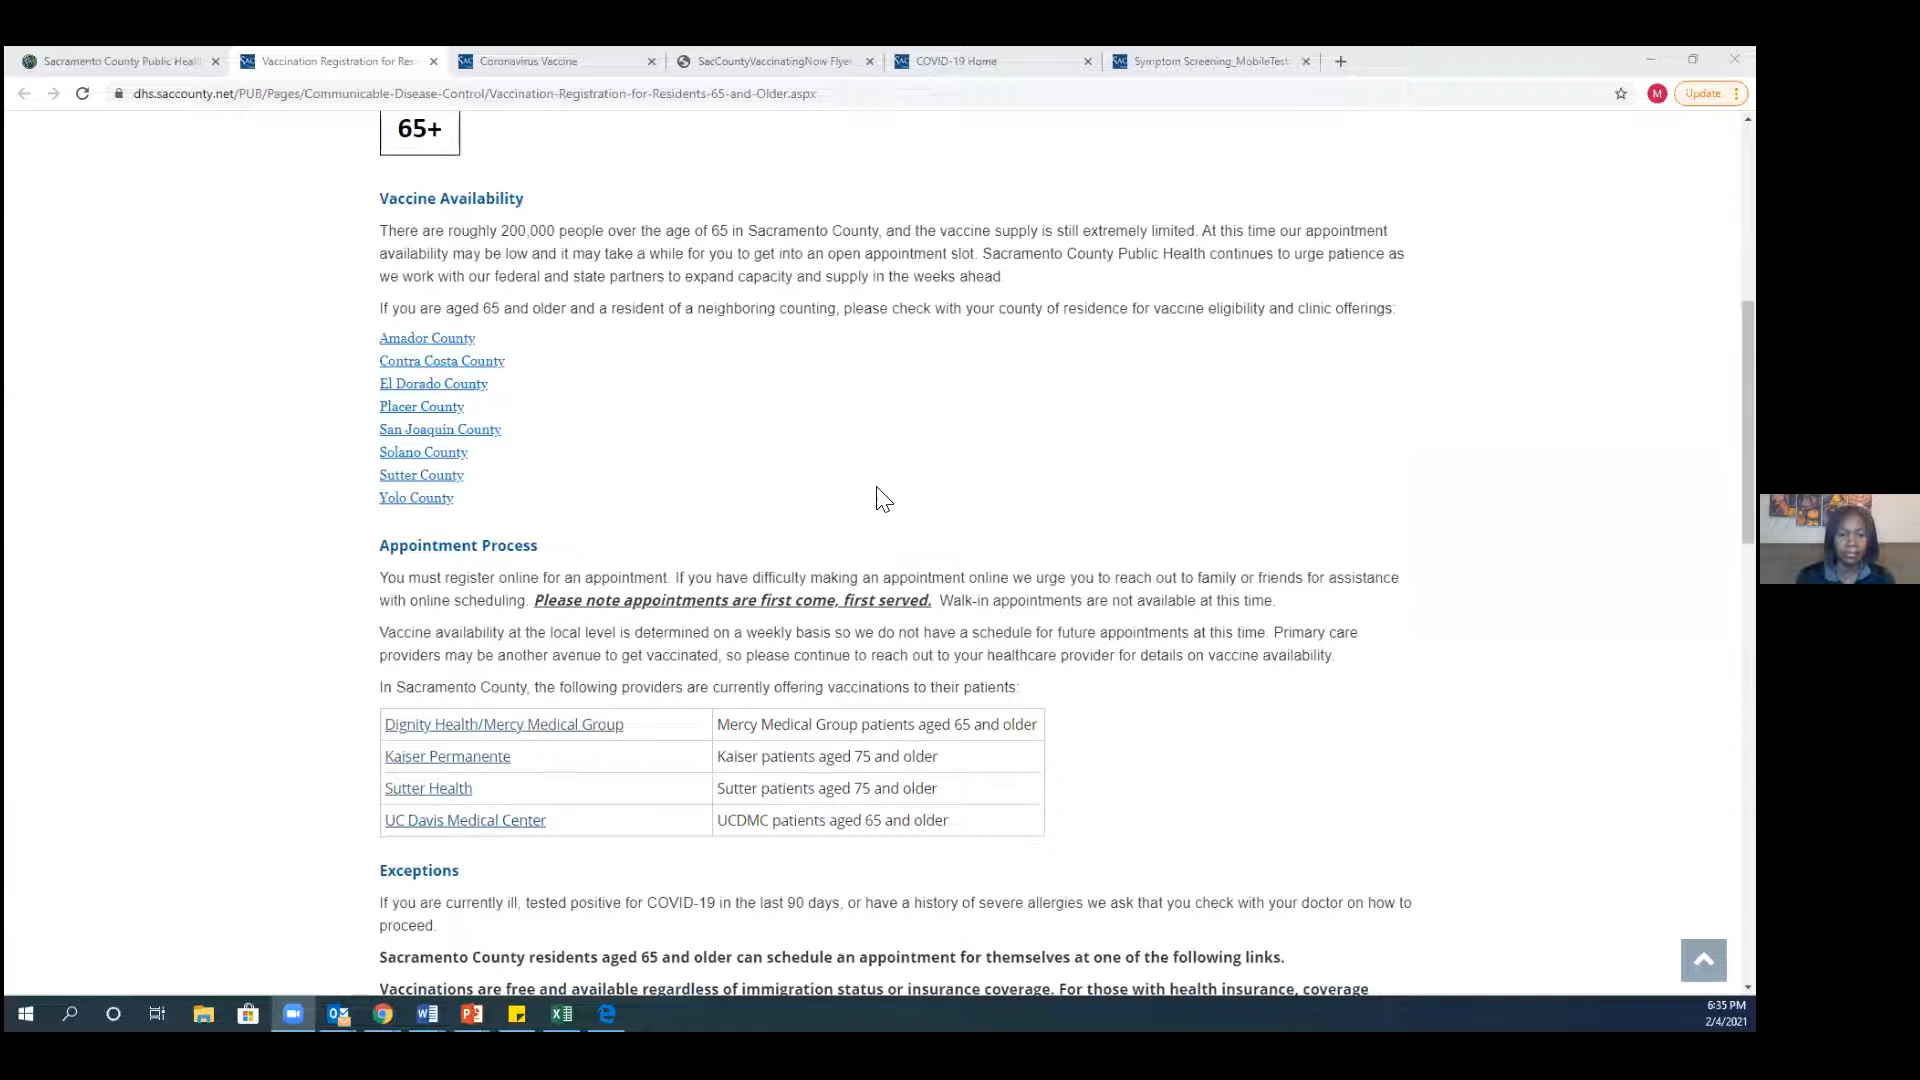 Sacramento County Public Healt
Vaccination Registration for Res
Coronavirus Vaccine
SacCountyVaccinatingNow Flyer
COVID-19 Home
Symptom Screening_MobileTest
dhs.saccounty.net/PUB/Pages/Communicable-Disease-Control/Vaccination-Registration-for-Residents-65-and-Older.aspx
M
Update
65+
Vaccine Availability
There are roughly 200,000 people over the age of 65 in Sacramento County, and the vaccine supply is still extremely limited. At this time our appointment
availability may be low and it may take a while for you to get into an open appointment slot. Sacramento County Public Health continues to urge patience as
we work with our federal and state partners to expand capacity and supply in the weeks ahead
If you are aged 65 and older and a resident of a neighboring counting, please check with your county of residence for vaccine eligibility and clinic offerings:
Amador County
Contra Costa County
El Dorado County
Placer County
San Joaquin County
Solano County
Sutter County
Yolo County
Appointment Process
You must register online for an appointment. If you have difficulty making an appointment online we urge you to reach out to family or friends for assistance
with online scheduling. Please note appointments are first come, first served. Walk-in appointments are not available at this time.
Vaccine availability at the local level is determined on a weekly basis so we do not have a schedule for future appointments at this time. Primary care
providers may be another avenue to get vaccinated, so please continue to reach out to your healthcare provider for details on vaccine availability.
In Sacramento County, the following providers are currently offering vaccinations to their patients:
Dignity Health/Mercy Medical Group Mercy Medical Group patients aged 65 and older
Kaiser Permanente Kaiser patients aged 75 and older
Sutter Health Sutter patients aged 75 and older
UC Davis Medical Center UCDMC patients aged 65 and older
Exceptions
If you are currently ill, tested positive for COVID-19 in the last 90 days, or have a history of severe allergies we ask that you check with your doctor on how to
proceed.
Sacramento County residents aged 65 and older can schedule an appointment for themselves at one of the following links.
Vaccinations are free and available regardless of immigration status or insurance coverage. For those with health insurance, coverage
6:35 PM
2/4/2021